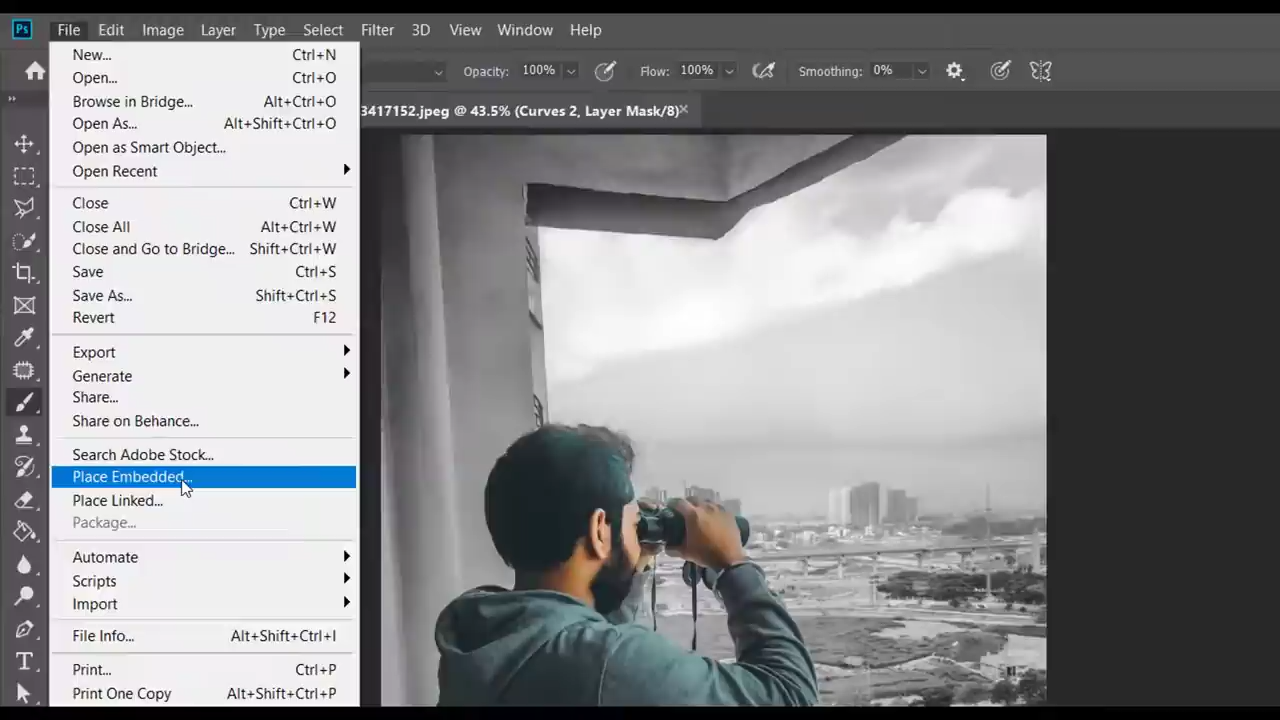 Ps File Edit Image Layer Type Select Filter 3D View Window Help
Opacity: 100% Flow: 100% Smoothing: 0%
3417152.jpeg @ 43.5% (Curves 2, Layer Mask/8)
New... Ctrl+N
Open... Ctrl+O
Browse in Bridge... Alt+Ctrl+O
Open As... Alt+Shift+Ctrl+O
Open as Smart Object...
Open Recent
Close Ctrl+W
Close All Alt+Ctrl+W
Close and Go to Bridge... Shift+Ctrl+W
Save Ctrl+S
Save As... Shift+Ctrl+S
Revert F12
Export
Generate
Share...
Share on Behance...
Search Adobe Stock...
Place Embedded...
Place Linked...
Package...
Automate
Scripts
Import
File Info... Alt+Shift+Ctrl+I
Print... Ctrl+P
Print One Copy Alt+Shift+Ctrl+P